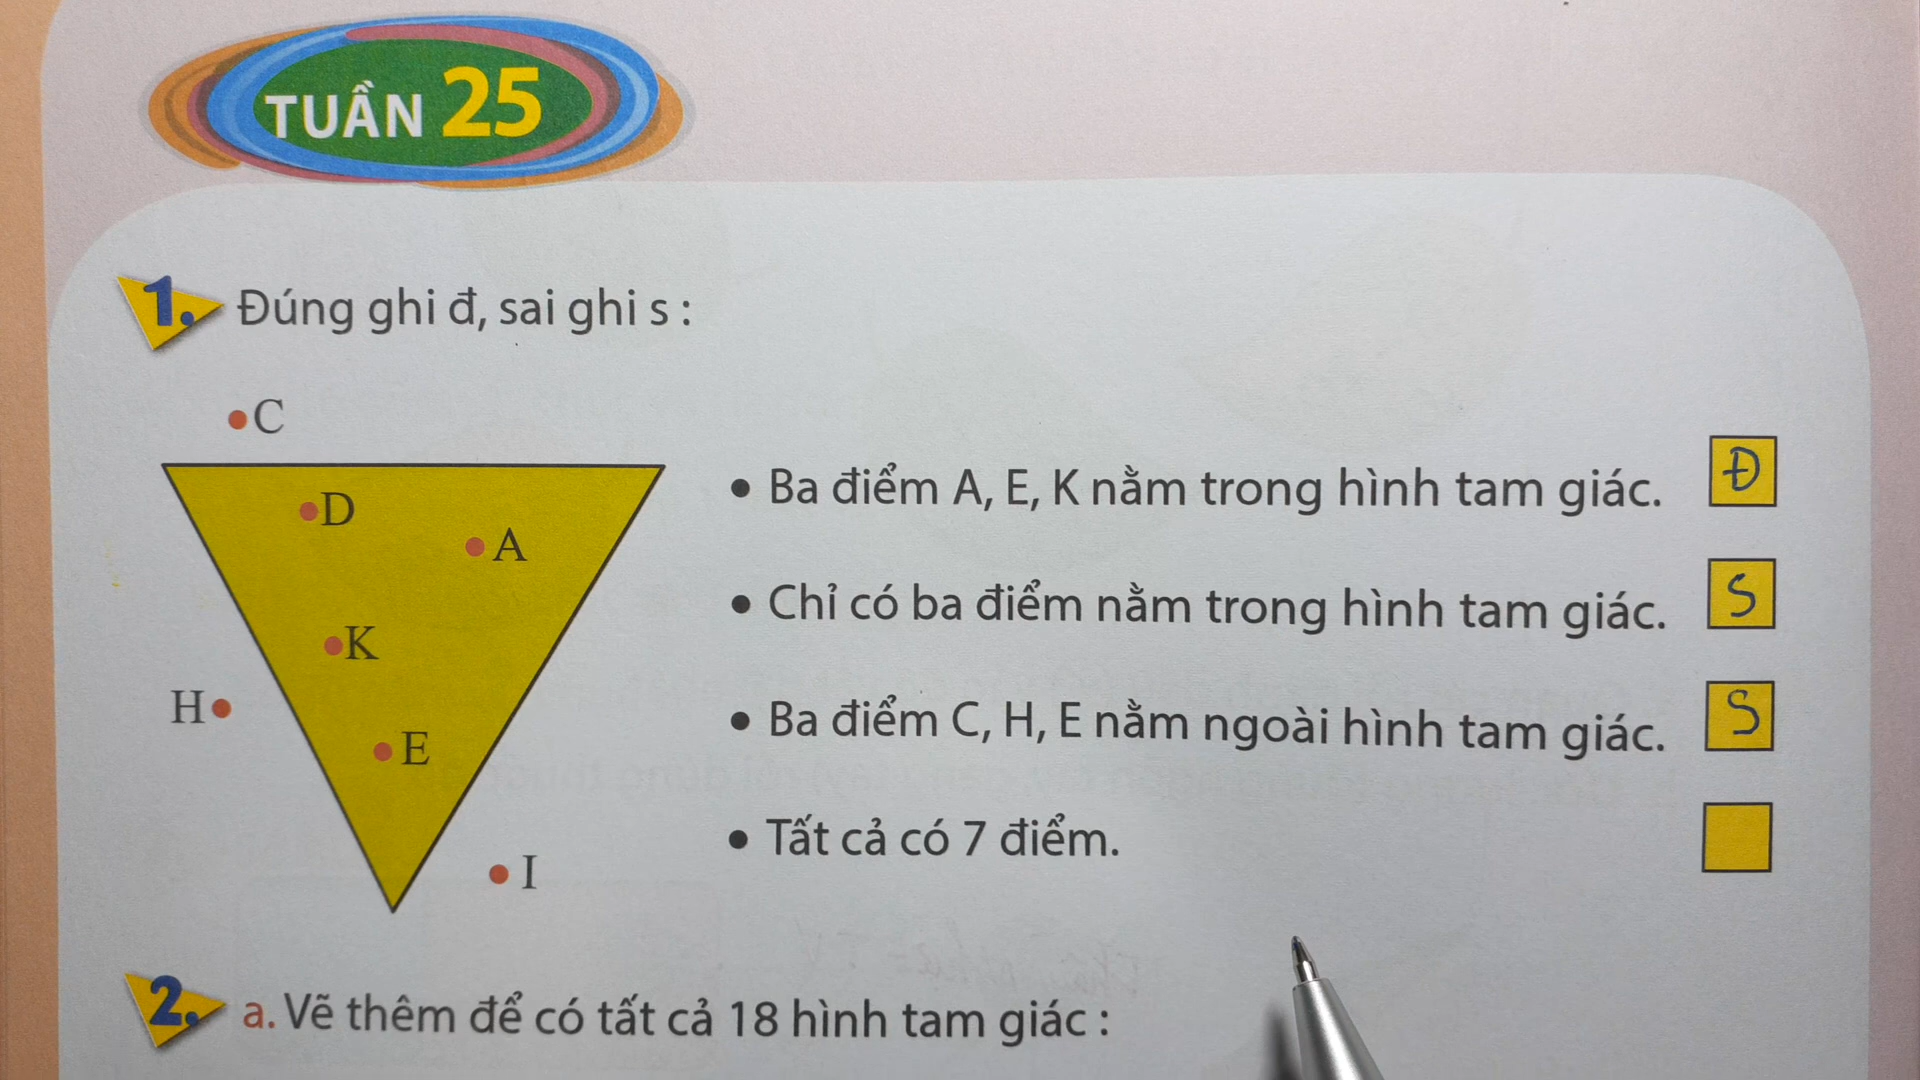 TUẦN 25
1. Đúng ghi đ, sai ghi s :
C
D
A
K
H
E
I
• Ba điểm A, E, K nằm trong hình tam giác. Đ
• Chỉ có ba điểm nằm trong hình tam giác. S
• Ba điểm C, H, E nằm ngoài hình tam giác. S
• Tất cả có 7 điểm.
2. a. Vẽ thêm để có tất cả 18 hình tam giác :